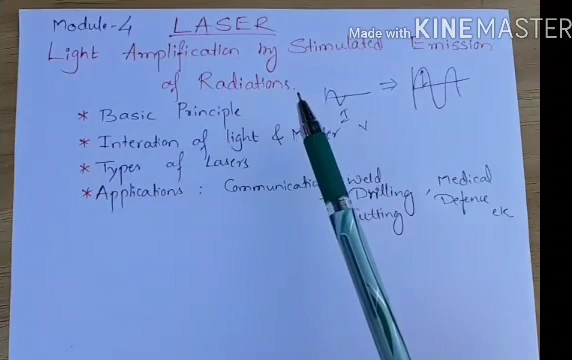 Made with KINEMASTER
Module-4 LASER
Light Amplification by Stimulated Emission
of Radiations.
* Basic Principle
* Interation of light & Matter
I
V
* Types of Lasers
* Applications : Communication weld Medical
Drilling, Defence
Cutting etc